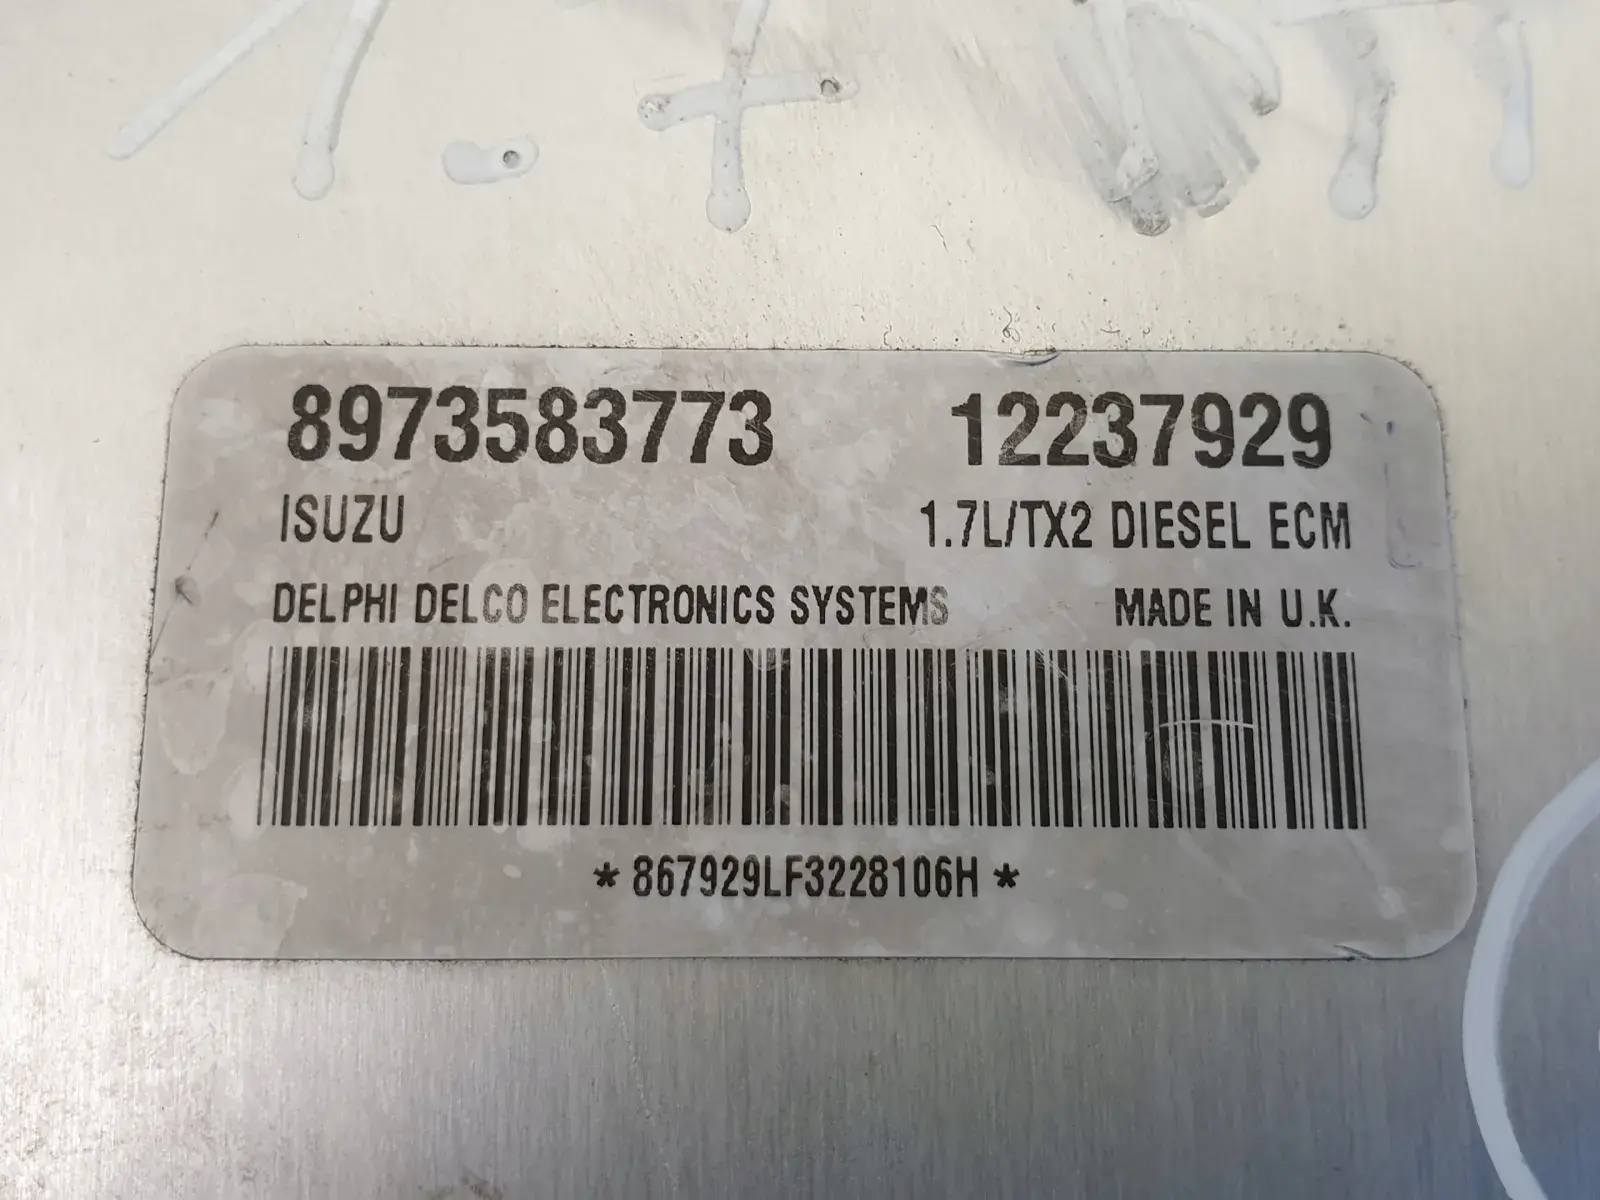 8973583773 12237929
ISUZU 1.7L/TX2 DIESEL ECM
DELPHI DELCO ELECTRONICS SYSTEMS MADE IN U.K.
*867929LF3228106H*